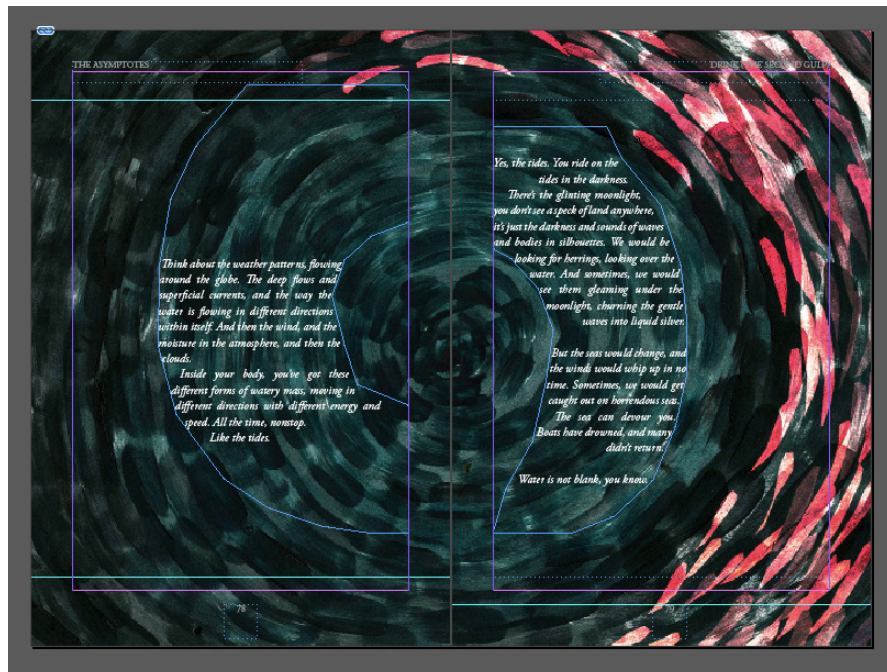 THE ASYMPTOTES
Think about the weather patterns, flowing
around the globe. The deep flows and
superficial currents, and the way the
water is flowing in different directions
within itself. And then the wind, and the
moisture in the atmosphere, and then the
clouds.
Inside your body, you've got these
different forms of watery mass, moving in
different directions with different energy and
speed. All the time, nonstop.
Like the tides.
78
DRINK THE SECOND GULP
Yes, the tides. You ride on the
tides in the darkness.
There's the glinting moonlight,
you don't see a speck of land anywhere,
it's just the darkness and sounds of waves
and bodies in silhouettes. We would be
looking for herrings, looking over the
water. And sometimes, we would
see them gleaning under the
moonlight, churning the gentle
waves into liquid silver.
But the seas would change, and
the winds would whip up in no
time. Sometimes, we would get
caught out on horrendous seas.
The sea can devour you.
Boats have drowned, and many
didn't return.
Water is not blank, you know.
79